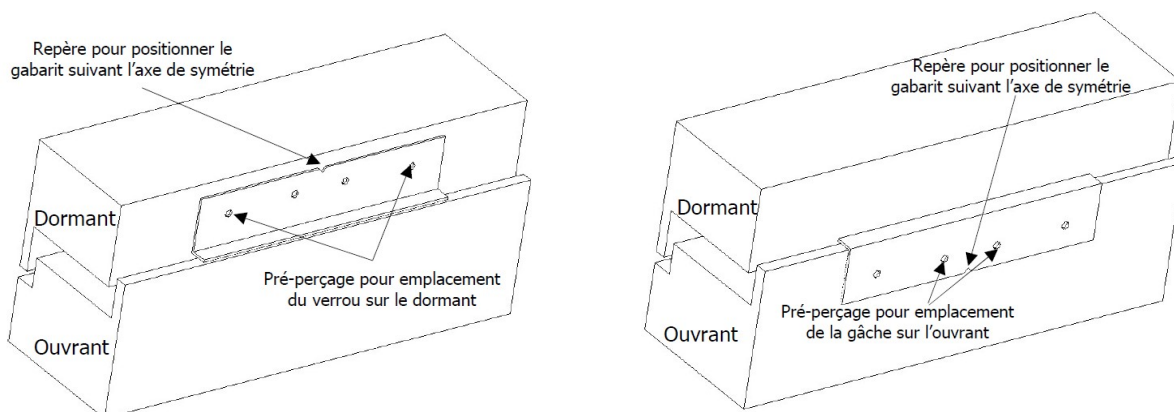 Repère pour positionner le
gabarit suivant l'axe de symétrie
Dormant
Pré-perçage pour emplacement
du verrou sur le dormant
Ouvrant
Repère pour positionner le
gabarit suivant l'axe de symétrie
Dormant
Pré-perçage pour emplacement
de la gâche sur l'ouvrant
Ouvrant